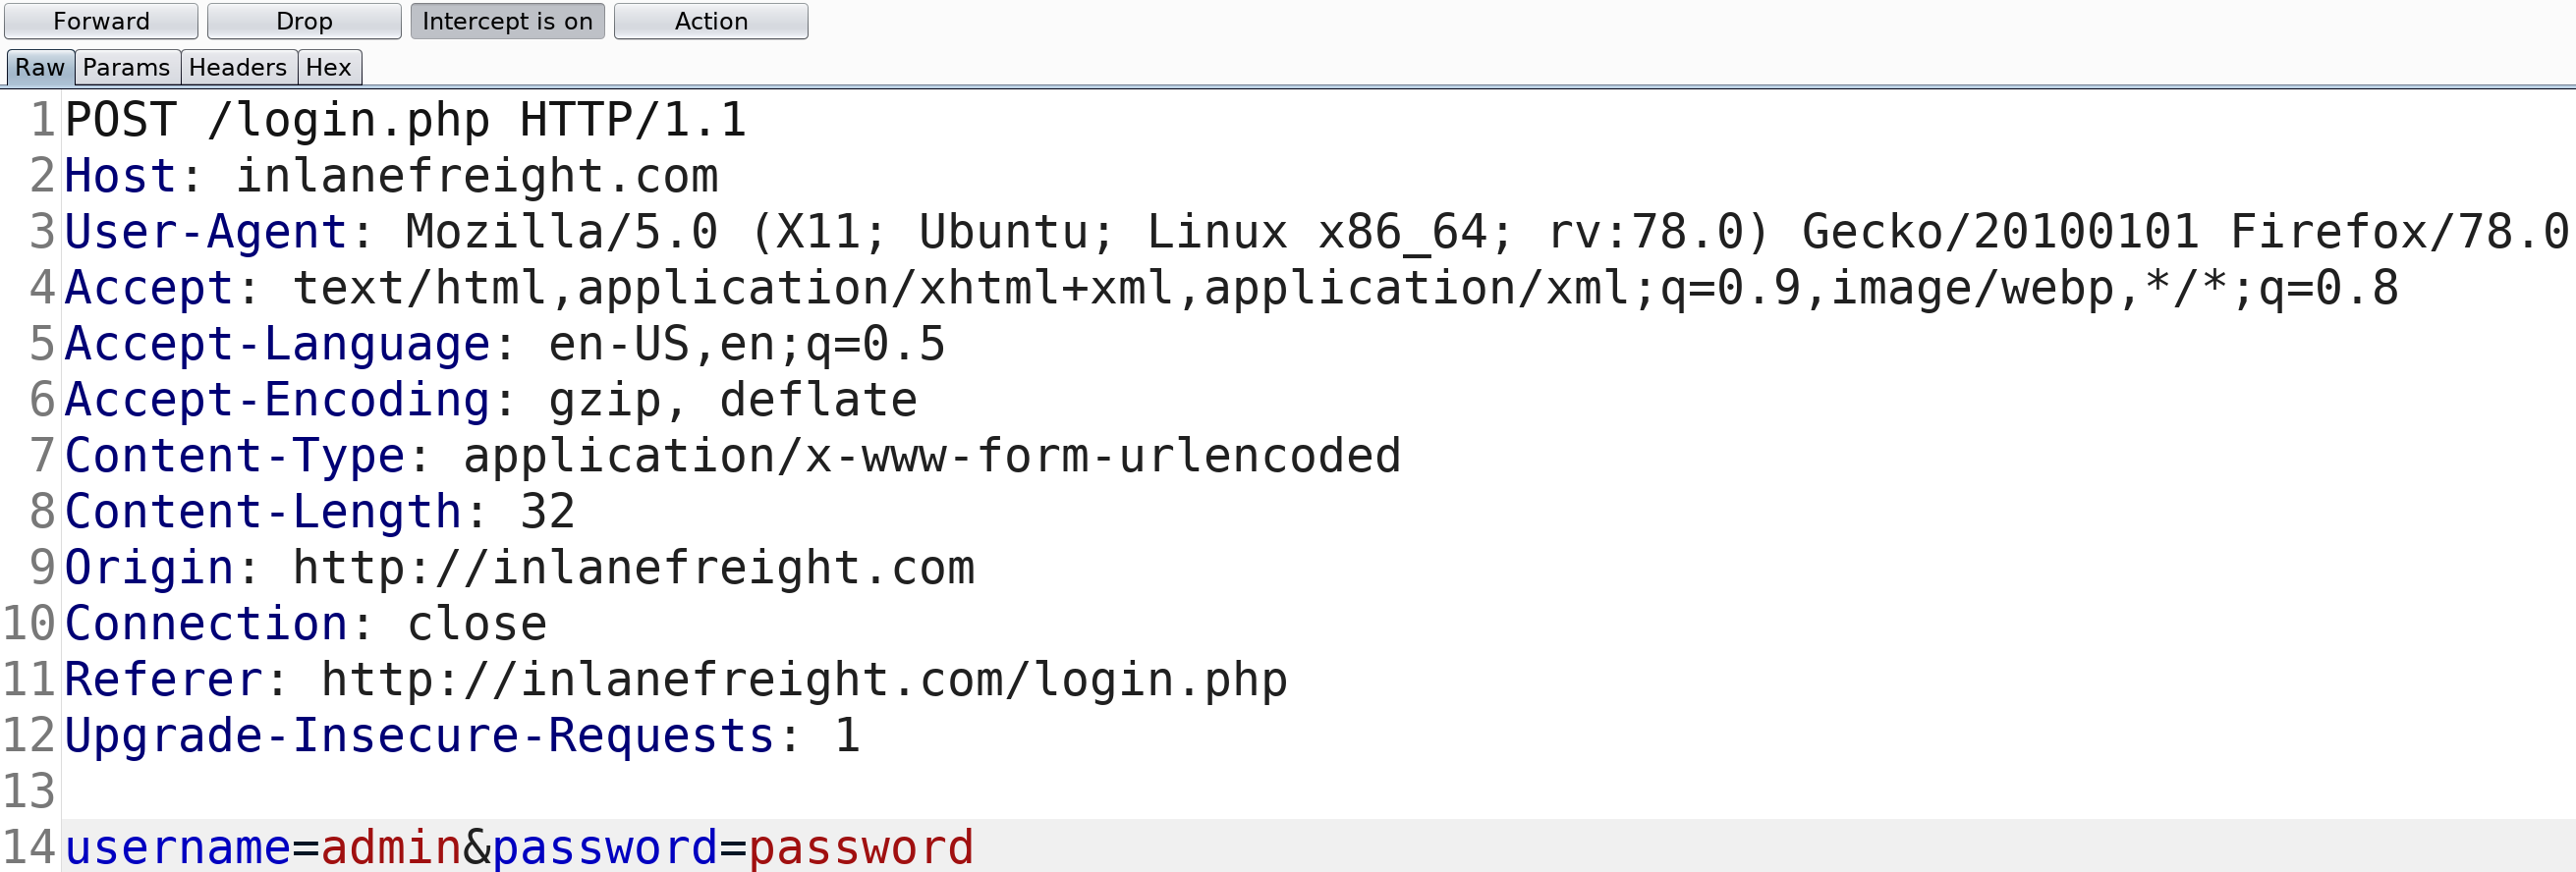 Forward Drop Intercept is on Action
Raw Params Headers Hex
1 POST /login.php HTTP/1.1
2 Host: inlanefreight.com
3 User-Agent: Mozilla/5.0 (X11; Ubuntu; Linux x86_64; rv:78.0) Gecko/20100101 Firefox/78.0
4 Accept: text/html,application/xhtml+xml,application/xml;q=0.9,image/webp,*/*;q=0.8
5 Accept-Language: en-US,en;q=0.5
6 Accept-Encoding: gzip, deflate
7 Content-Type: application/x-www-form-urlencoded
8 Content-Length: 32
9 Origin: http://inlanefreight.com
10 Connection: close
11 Referer: http://inlanefreight.com/login.php
12 Upgrade-Insecure-Requests: 1
13
14 username=admin&password=password